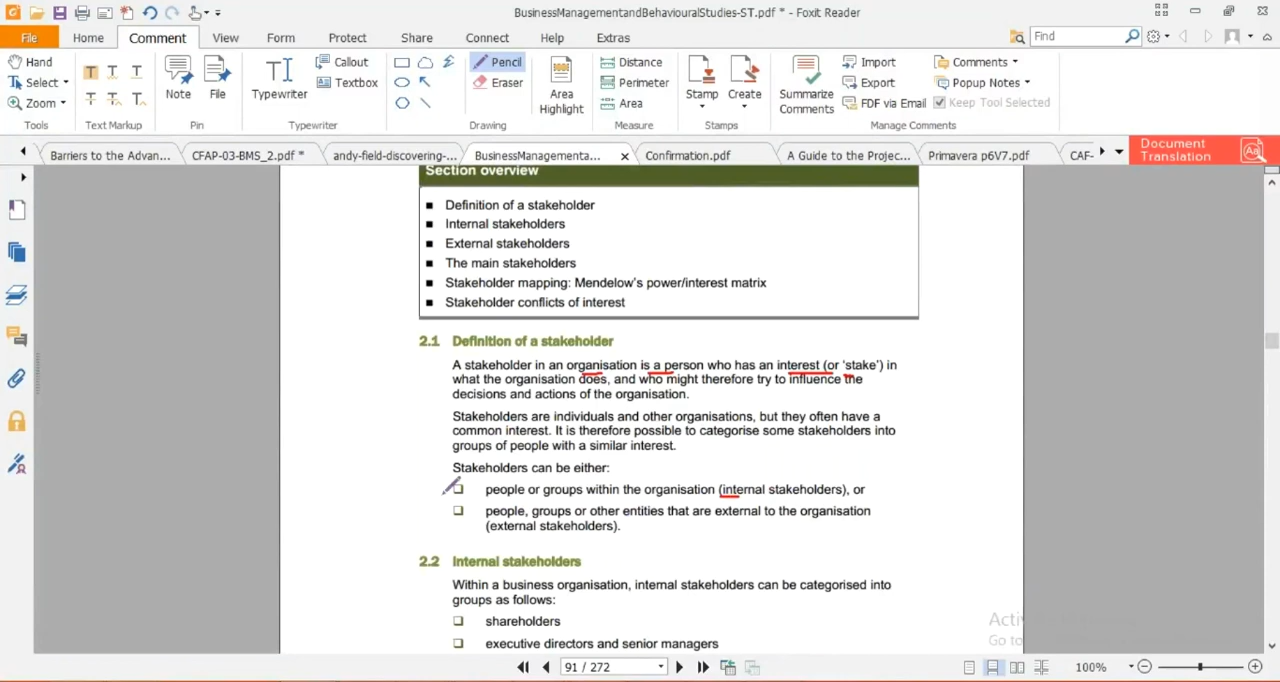 BusinessManagementandBehaviouralStudies-ST.pdf * - Foxit Reader
File Home Comment View Form Protect Share Connect Help Extras Find
Hand
Select
Zoom
Tools
Text Markup
Note
File
Pin
Typewriter
Callout
Textbox
Typewriter
Pencil
Eraser
Drawing
Area
Highlight
Distance
Perimeter
Area
Measure
Stamp
Create
Stamps
Summarize
Comments
Import
Export
FDF via Email
Comments
Popup Notes
Keep Tool Selected
Manage Comments
Barriers to the Advan... CFAP-03-BMS_2.pdf * andy-field-discovering-... BusinessManagementa... Confirmation.pdf A Guide to the Projec... Primavera p6V7.pdf CAF-
Document
Translation
Section overview
■ Definition of a stakeholder
■ Internal stakeholders
■ External stakeholders
■ The main stakeholders
■ Stakeholder mapping: Mendelow's power/interest matrix
■ Stakeholder conflicts of interest
2.1 Definition of a stakeholder
A stakeholder in an organisation is a person who has an interest (or 'stake') in
what the organisation does, and who might therefore try to influence the
decisions and actions of the organisation.
Stakeholders are individuals and other organisations, but they often have a
common interest. It is therefore possible to categorise some stakeholders into
groups of people with a similar interest.
Stakeholders can be either:
❑ people or groups within the organisation (internal stakeholders), or
❑ people, groups or other entities that are external to the organisation
(external stakeholders).
2.2 Internal stakeholders
Within a business organisation, internal stakeholders can be categorised into
groups as follows:
❑ shareholders
❑ executive directors and senior managers
Activ
Go to
91 / 272
100%